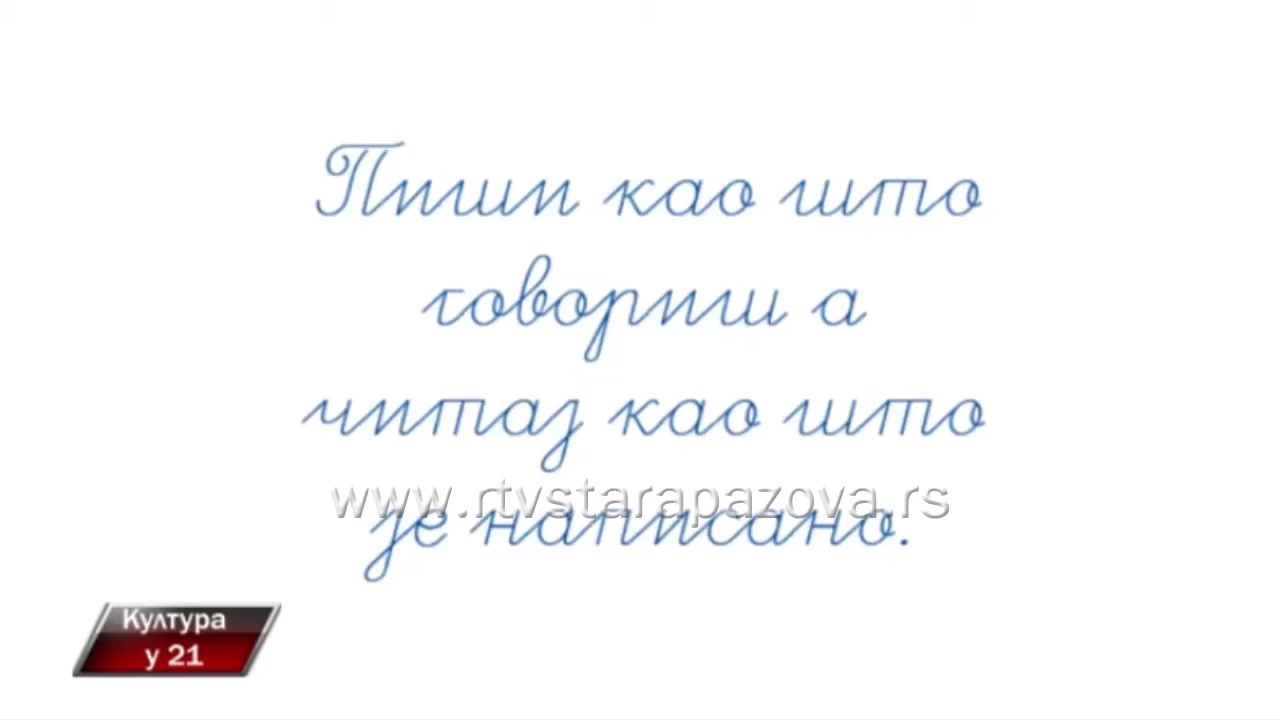 Пиши као што
говориш а
читај као што
www.rtvstarapazova.rs
је написано.
Култура
у 21